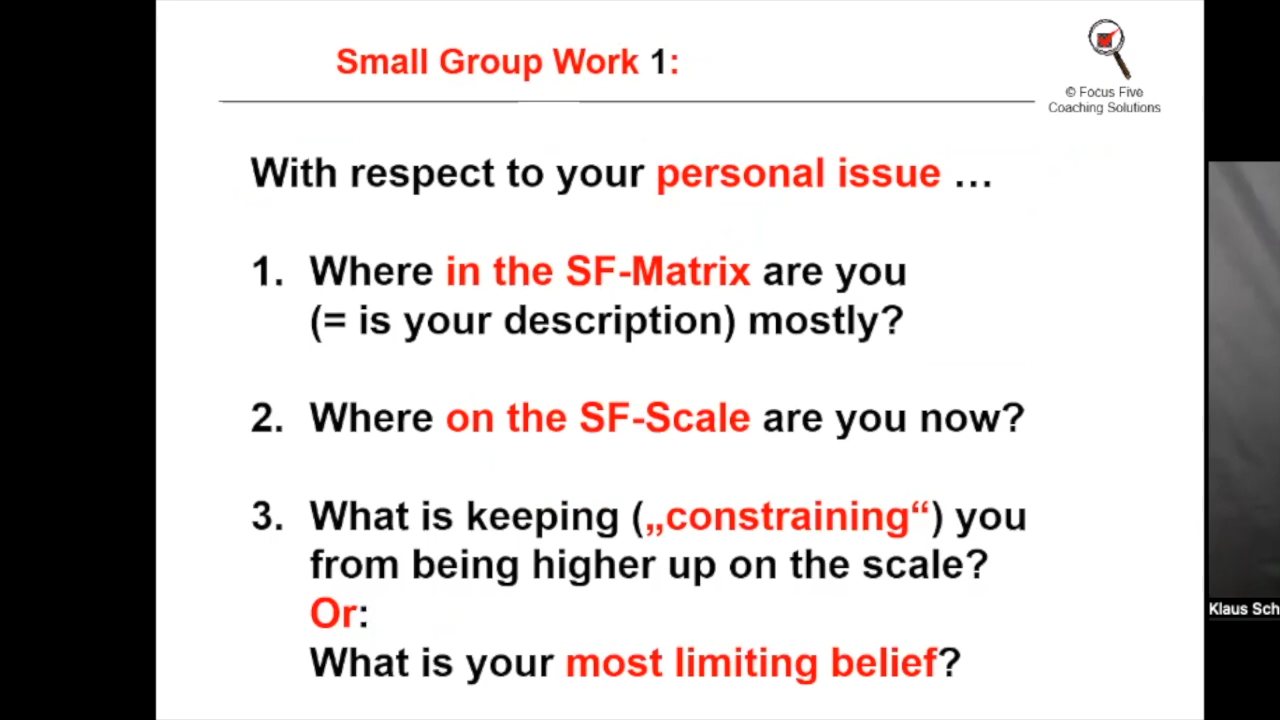 Small Group Work 1:
© Focus Five
Coaching Solutions
With respect to your personal issue …
1. Where in the SF-Matrix are you
(= is your description) mostly?
2. Where on the SF-Scale are you now?
3. What is keeping („constraining“) you
from being higher up on the scale?
Or:
What is your most limiting belief?
Klaus Sch